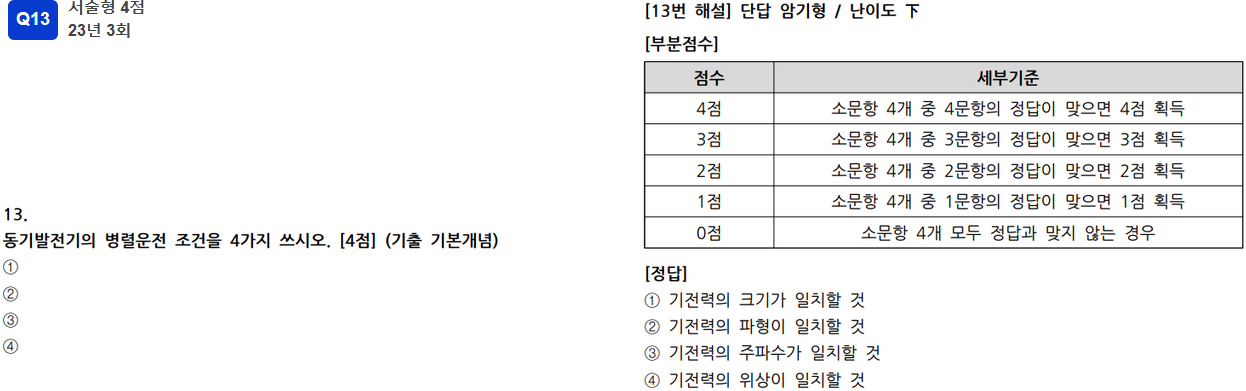 Q13
서술형 4점
23년 3회
13.
동기발전기의 병렬운전 조건을 4가지 쓰시오. [4점] (기출 기본개념)
①
②
③
④
[13번 해설] 단답 암기형 / 난이도 下
[부분점수]
점수 세부기준
4점 소문항 4개 중 4문항의 정답이 맞으면 4점 획득
3점 소문항 4개 중 3문항의 정답이 맞으면 3점 획득
2점 소문항 4개 중 2문항의 정답이 맞으면 2점 획득
1점 소문항 4개 중 1문항의 정답이 맞으면 1점 획득
0점 소문항 4개 모두 정답과 맞지 않는 경우
[정답]
① 기전력의 크기가 일치할 것
② 기전력의 파형이 일치할 것
③ 기전력의 주파수가 일치할 것
④ 기전력의 위상이 일치할 것